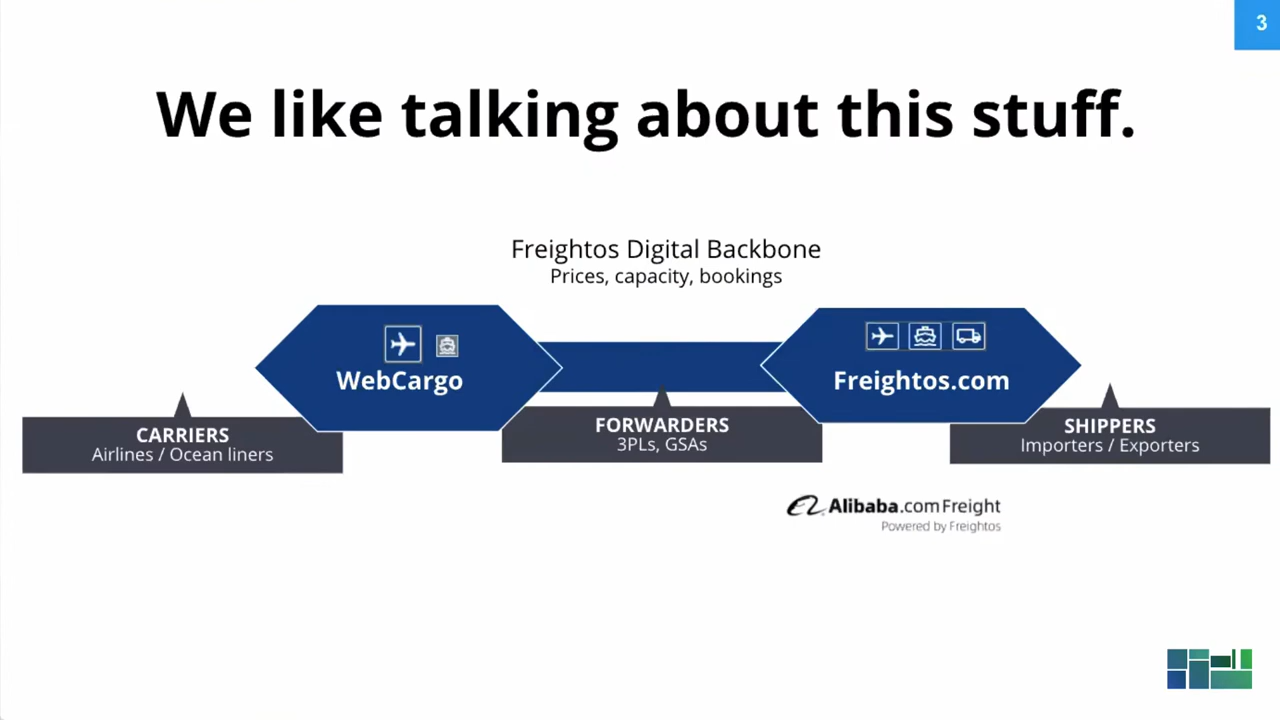 3
We like talking about this stuff.
Freightos Digital Backbone
Prices, capacity, bookings
WebCargo
Freightos.com
CARRIERS
Airlines / Ocean liners
FORWARDERS
3PLs, GSAs
SHIPPERS
Importers / Exporters
Alibaba.com Freight
Powered by Freightos